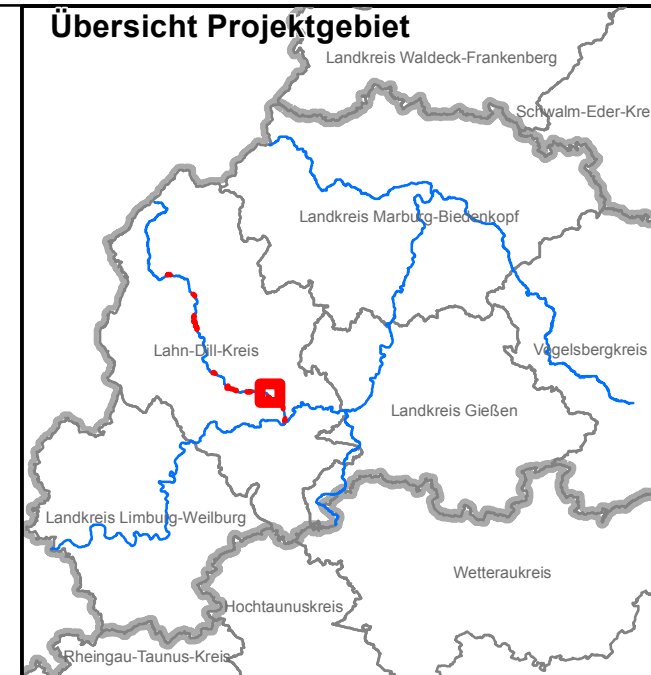 Übersicht Projektgebiet
Landkreis Waldeck-Frankenberg
Schwalm-Eder-Kre
Landkreis Marburg-Biedenkopf
Lahn-Dill-Kreis
Vogelsbergkreis
Landkreis Gießen
Landkreis Limburg-Weilburg
Wetteraukreis
Hochtaunuskreis
Rheingau-Taunus-Kreis